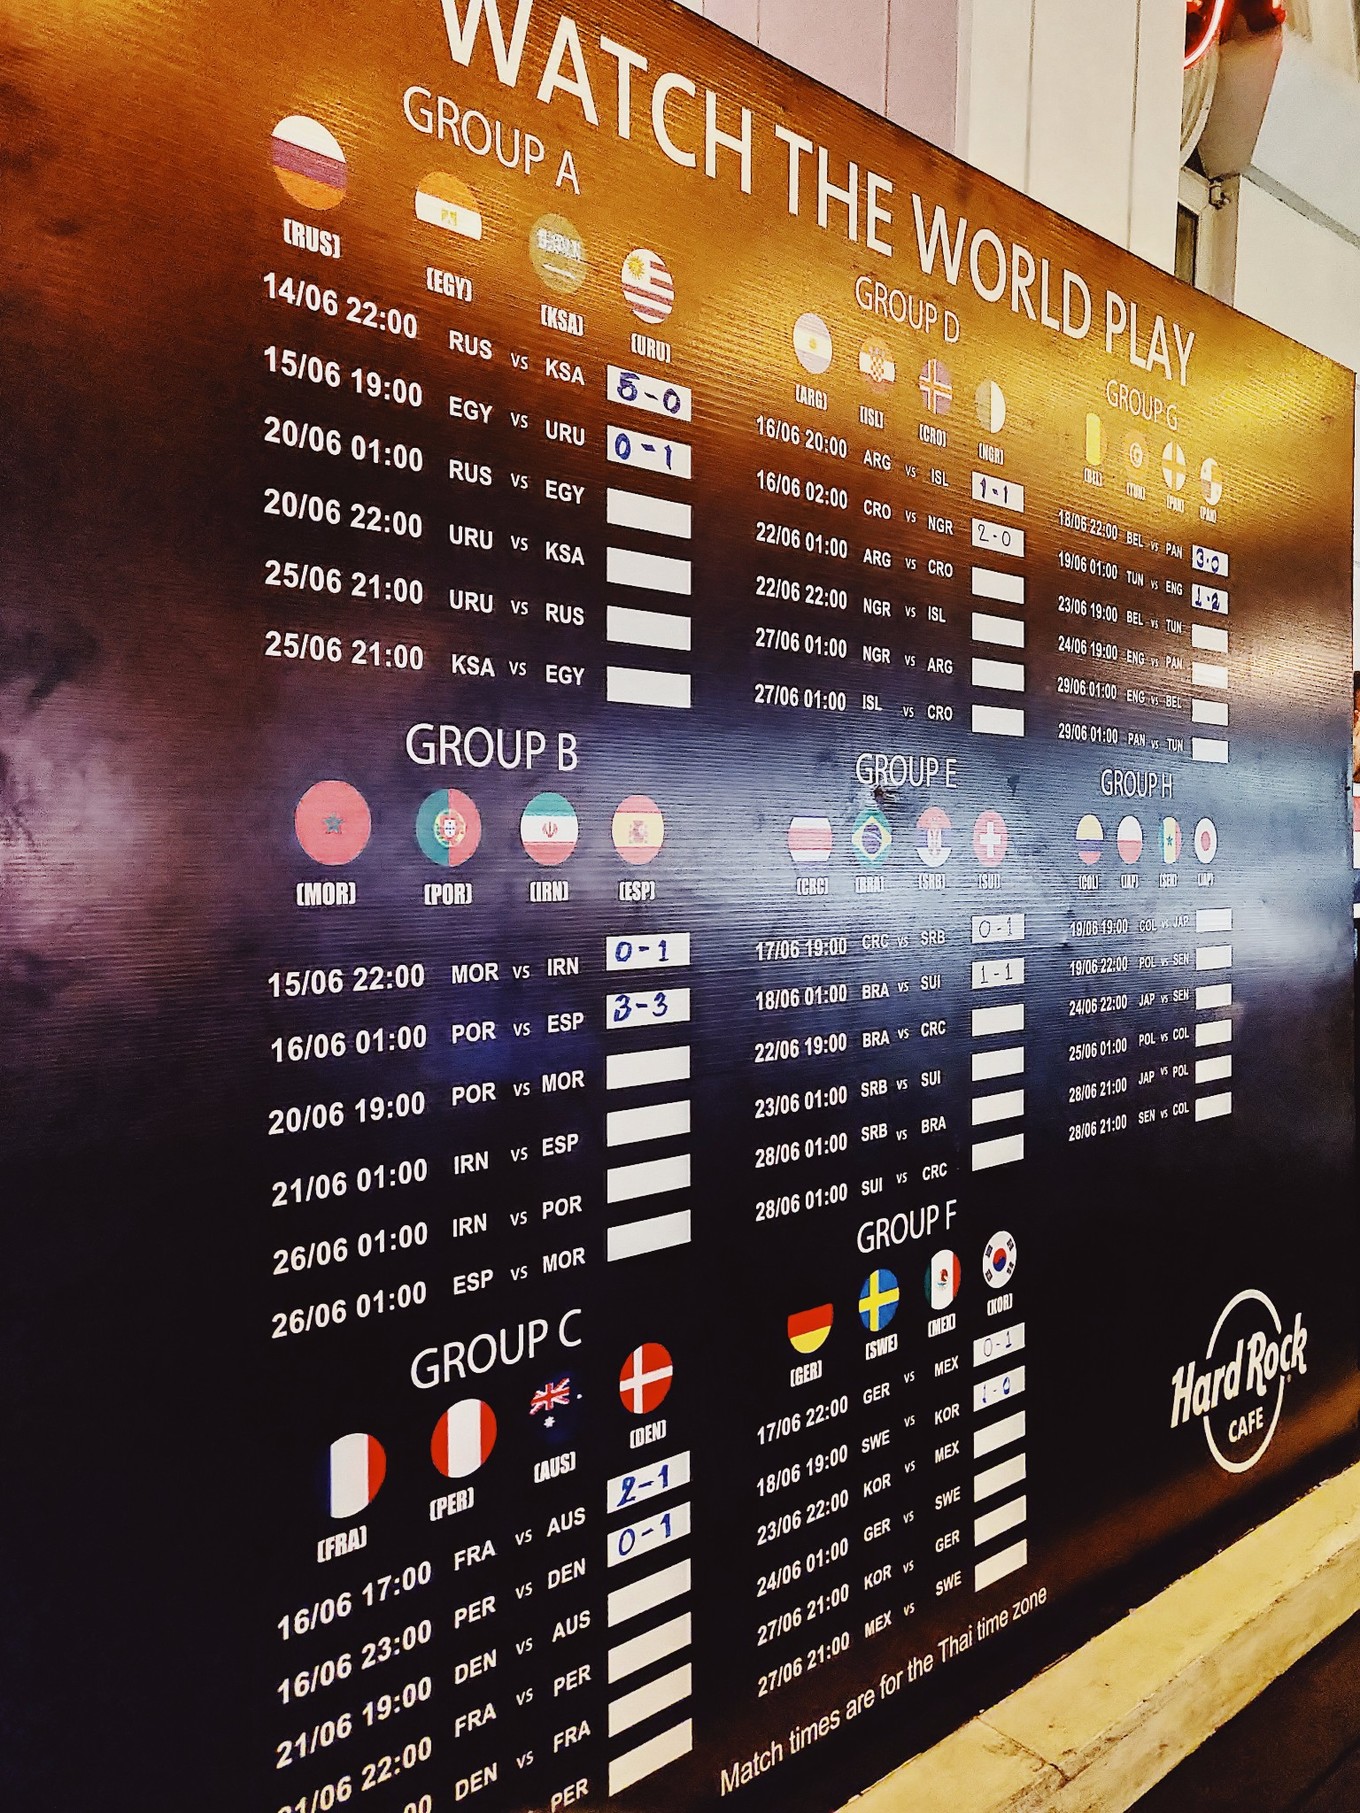 WATCH THE WORLD PLAY
GROUP A
(RUS) (EGY) (KSA) (URU)
14/06 22:00 RUS vs KSA 5-0
15/06 19:00 EGY vs URU 0-1
20/06 01:00 RUS vs EGY
20/06 22:00 URU vs KSA
25/06 21:00 URU vs RUS
25/06 21:00 KSA vs EGY
GROUP B
(MOR) (POR) (IRN) (ESP)
15/06 22:00 MOR vs IRN 0-1
16/06 01:00 POR vs ESP 3-3
20/06 19:00 POR vs MOR
21/06 01:00 IRN vs ESP
26/06 01:00 IRN vs POR
26/06 01:00 ESP vs MOR
GROUP C
(FRA) (PER) (AUS) (DEN)
16/06 17:00 FRA vs AUS 2-1
16/06 23:00 PER vs DEN 0-1
21/06 19:00 DEN vs AUS
21/06 22:00 FRA vs PER
00 DEN vs FRA
PER
GROUP D
(ARG) (ISL) (CRO) (NGR)
16/06 20:00 ARG vs ISL 1-1
16/06 02:00 CRO vs NGR 2-0
22/06 01:00 ARG vs CRO
22/06 22:00 NGR vs ISL
27/06 01:00 NGR vs ARG
27/06 01:00 ISL vs CRO
GROUP E
(CRC) (BRA) (SRB) (SUI)
17/06 19:00 CRC vs SRB 0-1
18/06 01:00 BRA vs SUI 1-1
22/06 19:00 BRA vs CRC
23/06 01:00 SRB vs SUI
28/06 01:00 SRB vs BRA
28/06 01:00 SUI vs CRC
GROUP F
(GER) (SWE) (MEX) (KOR)
17/06 22:00 GER vs MEX 0-1
18/06 19:00 SWE vs KOR 1-0
23/06 22:00 KOR vs MEX
24/06 01:00 GER vs SWE
27/06 21:00 KOR vs GER
27/06 21:00 MEX vs SWE
GROUP G
(BEL) (TUN) (PAN) (PAN)
18/06 22:00 BEL vs PAN 3-0
19/06 01:00 TUN vs ENG 1-2
23/06 19:00 BEL vs TUN
24/06 19:00 ENG vs PAN
29/06 01:00 ENG vs BEL
29/06 01:00 PAN vs TUN
GROUP H
(COL) (JAP) (SEN) (JAP)
19/06 19:00 COL vs JAP
19/06 22:00 POL vs SEN
24/06 22:00 JAP vs SEN
25/06 01:00 POL vs COL
28/06 21:00 JAP vs POL
28/06 21:00 SEN vs COL
Hard Rock
CAFE
Match times are for the Thai time zone